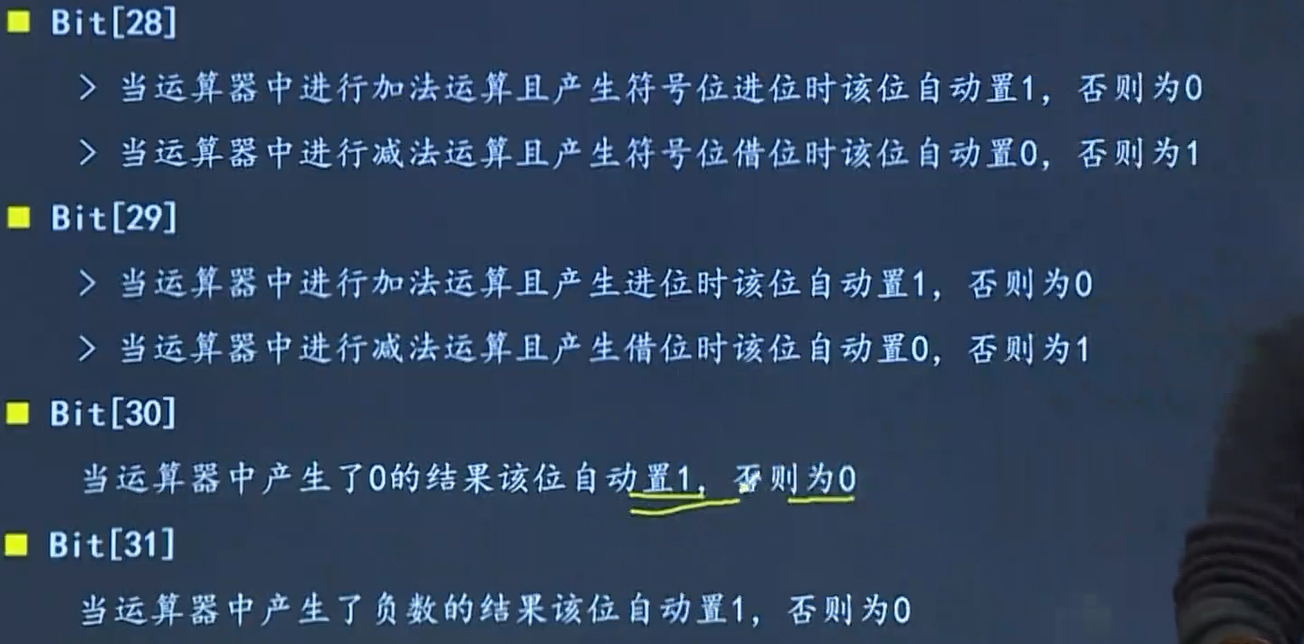 Bit[28]
> 当运算器中进行加法运算且产生符号位进位时该位自动置1，否则为0
> 当运算器中进行减法运算且产生符号位借位时该位自动置0，否则为1
Bit[29]
> 当运算器中进行加法运算且产生进位时该位自动置1，否则为0
> 当运算器中进行减法运算且产生借位时该位自动置0，否则为1
Bit[30]
当运算器中产生了0的结果该位自动置1，否则为0
Bit[31]
当运算器中产生了负数的结果该位自动置1，否则为0